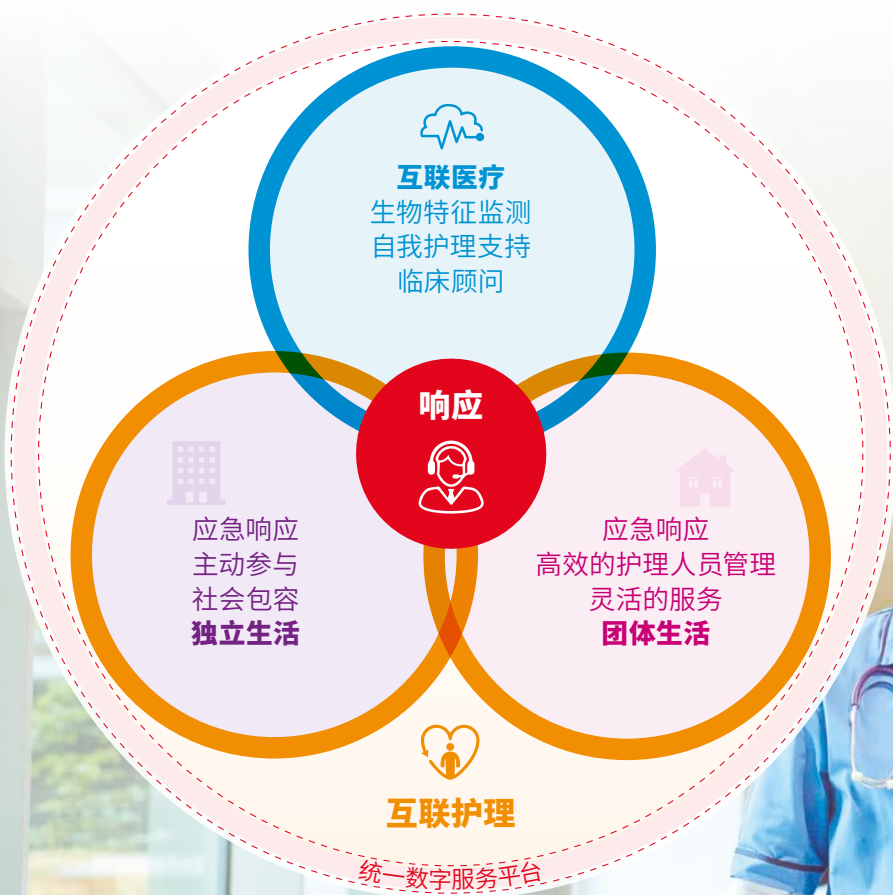 互联医疗
生物特征监测
自我护理支持
临床顾问
响应
应急响应
主动参与
社会包容
独立生活
应急响应
高效的护理人员管理
灵活的服务
团体生活
互联护理
统一数字服务平台